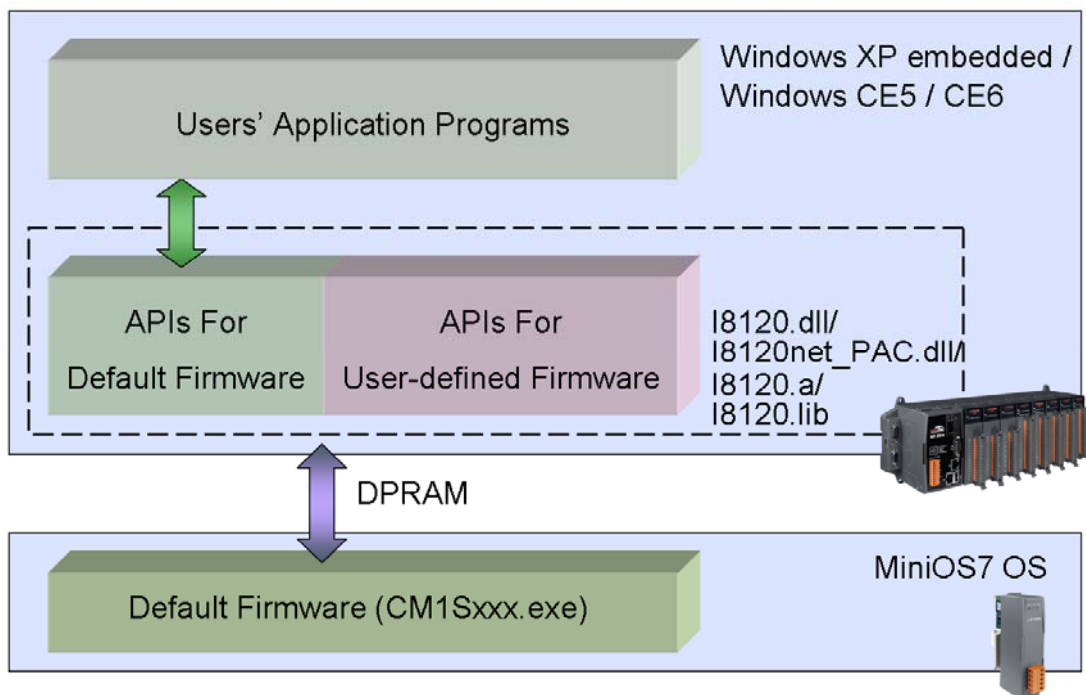 Windows XP embedded /
Windows CE5 / CE6
Users' Application Programs
APIs For
Default Firmware
APIs For
User-defined Firmware
I8120.dll/
I8120net_PAC.dll/
I8120.a/
I8120.lib
DPRAM
MiniOS7 OS
Default Firmware (CM1Sxxx.exe)